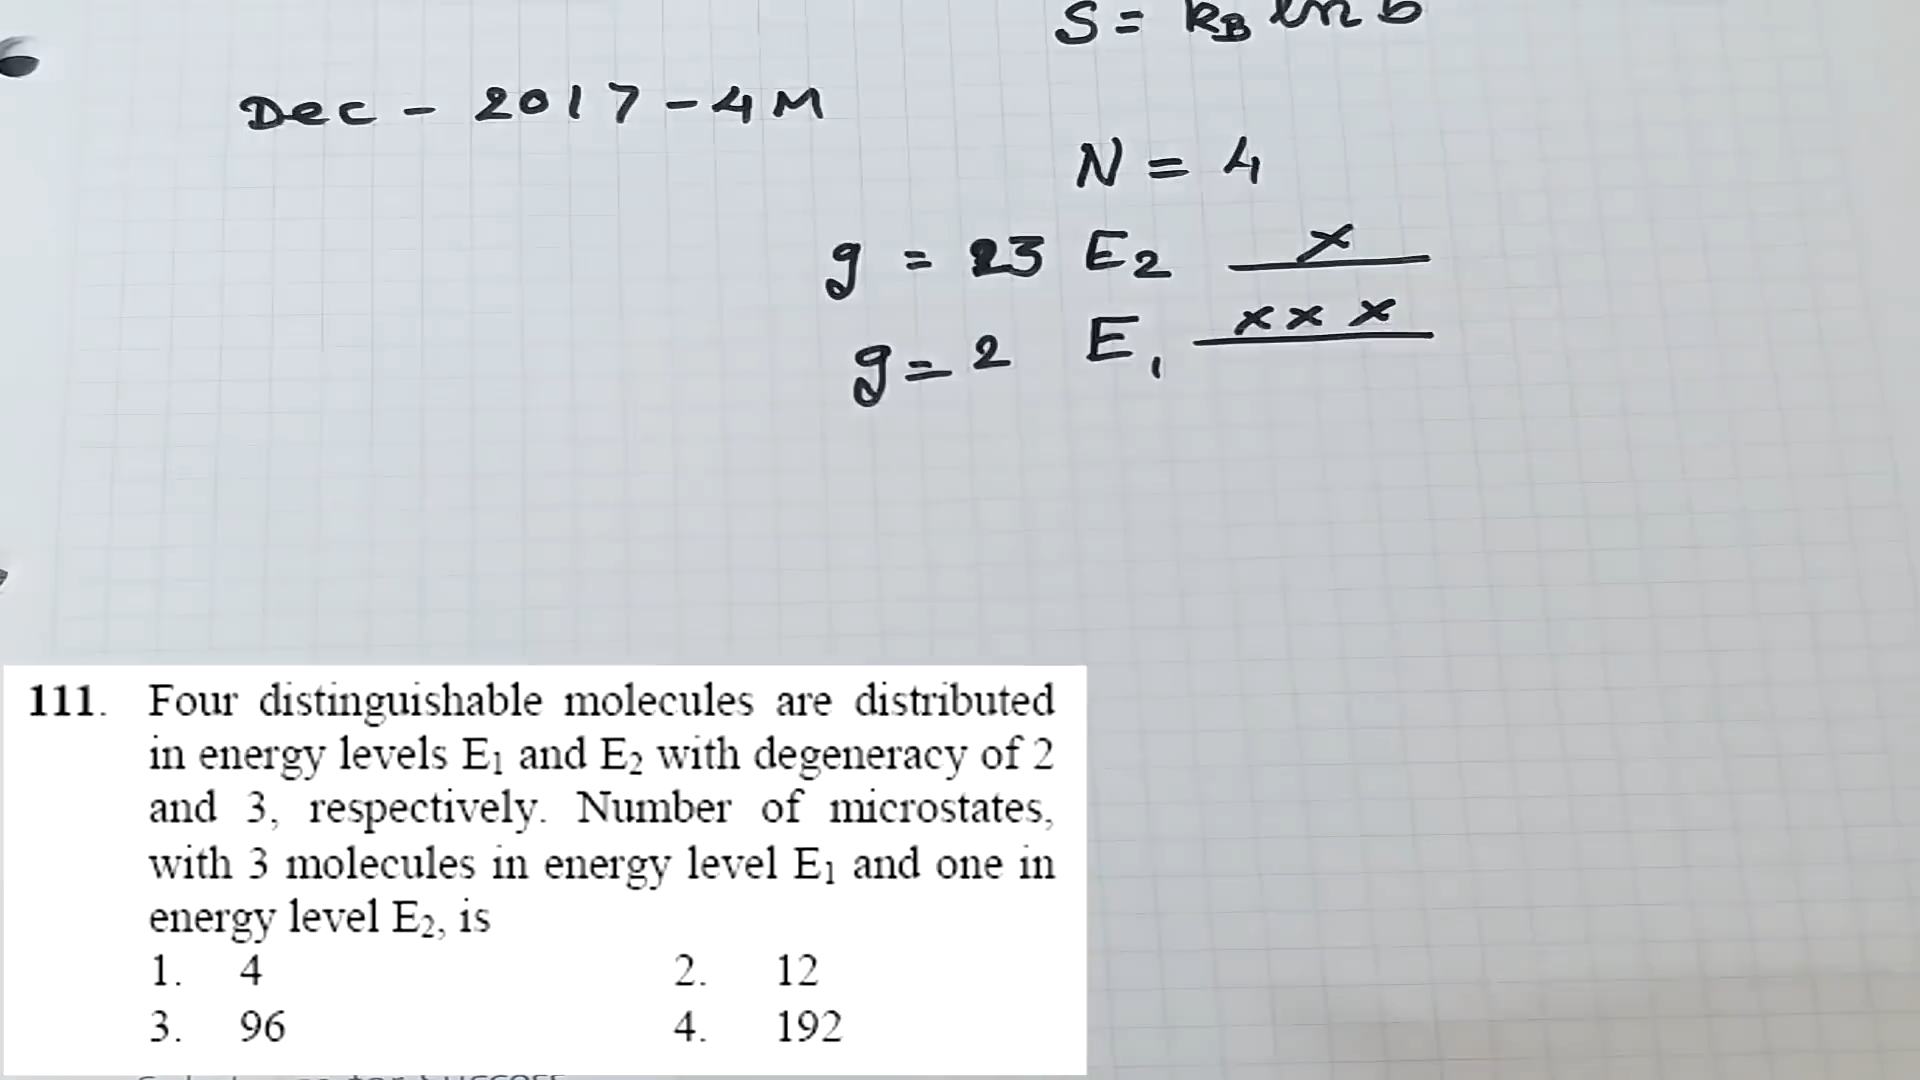 S = kB ln
Dec - 2017 - 4M
N = 4
g = 23 E2 x
g = 2 E1 x x x
111. Four distinguishable molecules are distributed
in energy levels E1 and E2 with degeneracy of 2
and 3, respectively. Number of microstates,
with 3 molecules in energy level E1 and one in
energy level E2, is
1. 4 2. 12
3. 96 4. 192